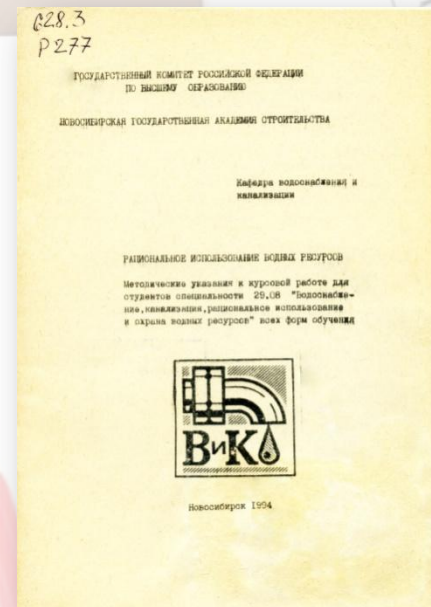 628.3
Р277
ГОСУДАРСТВЕННЫЙ КОМИТЕТ РОССИЙСКОЙ ФЕДЕРАЦИИ
ПО ВЫСШЕМУ ОБРАЗОВАНИЮ
НОВОСИБИРСКАЯ ГОСУДАРСТВЕННАЯ АКАДЕМИЯ СТРОИТЕЛЬСТВА
Кафедра водоснабжения и
канализации
РАЦИОНАЛЬНОЕ ИСПОЛЬЗОВАНИЕ ВОДНЫХ РЕСУРСОВ
Методические указания к курсовой работе для
студентов специальности 29.08 "Водоснабже-
ние,канализация,рациональное использование
и охрана водных ресурсов" всех форм обучения
ВиК
Новосибирск 1994